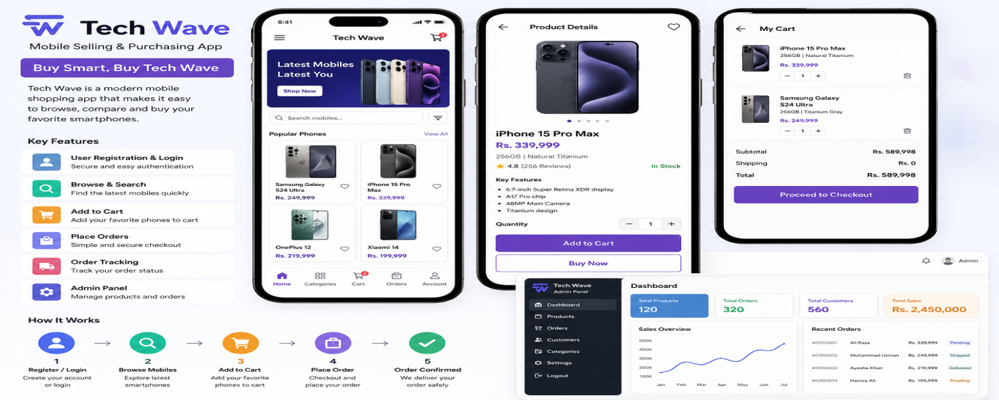 Tech Wave
Mobile Selling & Purchasing App
Buy Smart, Buy Tech Wave
Tech Wave is a modern mobile
shopping app that makes it easy
to browse, compare and buy your
favorite smartphones.
Key Features
User Registration & Login
Secure and easy authentication
Browse & Search
Find the latest mobiles quickly
Add to Cart
Add your favorite phones to cart
Place Orders
Simple and secure checkout
Order Tracking
Track your order status
Admin Panel
Manage products and orders
How It Works
1
Register / Login
Create your account
or login
2
Browse Mobiles
Explore latest
smartphones
3
Add to Cart
Add your favorite
phones to cart
4
Place Order
Checkout and
place your order
5
Order Confirmed
We deliver your
order safely
9:41
Tech Wave
2
Latest Mobiles
Latest You
Shop Now
Search mobiles...
Popular Phones
View All
Samsung Galaxy
S24 Ultra
Rs. 249,999
iPhone 15 Pro
Max
Rs. 339,999
OnePlus 12
Rs. 219,999
Xiaomi 14
Rs. 199,999
Home
Categories
2
Cart
Orders
Account
Product Details
iPhone 15 Pro Max
Rs. 339,999
256GB | Natural Titanium
4.8 (256 Reviews)
In Stock
Key Features
• 6.7-inch Super Retina XDR display
• A17 Pro chip
• 48MP Main Camera
• Titanium design
Quantity
− 1 +
Add to Cart
Buy Now
My Cart
iPhone 15 Pro Max
256GB | Natural Titanium
Rs. 339,999
− 1 +
Samsung Galaxy
S24 Ultra
256GB | Titanium Gray
Rs. 249,999
− 1 +
Subtotal Rs. 589,998
Shipping Rs. 0
Total Rs. 589,998
Proceed to Checkout
Admin
Tech Wave
Admin Panel
Dashboard
Products
Orders
Customers
Categories
Settings
Logout
Dashboard
Total Products
120
Total Orders
320
Total Customers
560
Total Sales
Rs. 2,450,000
Sales Overview
500K
400K
300K
200K
100K
Jan Feb Mar Apr May Jun Jul
Recent Orders
#ORD001 Ali Raza Rs. 339,999 Pending
#ORD002 Muhammad Usman Rs. 249,999 Shipped
#ORD003 Ayesha Khan Rs. 219,999 Delivered
#ORD004 Hamza Ali Rs. 199,999 Pending